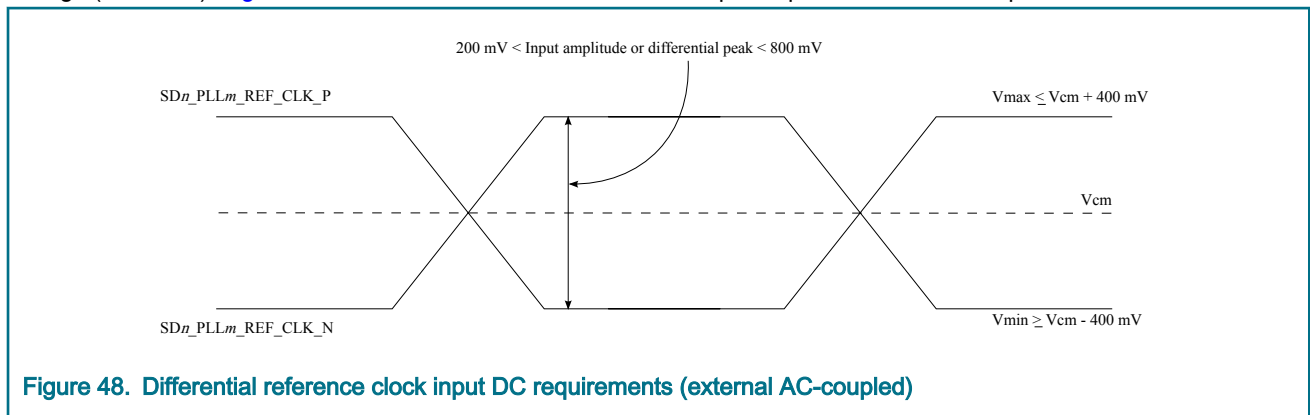 200 mV < Input amplitude or differential peak < 800 mV
SDn_PLLm_REF_CLK_P
Vmax ≤ Vcm + 400 mV
Vcm
SDn_PLLm_REF_CLK_N
Vmin ≥ Vcm - 400 mV
Figure 48. Differential reference clock input DC requirements (external AC-coupled)